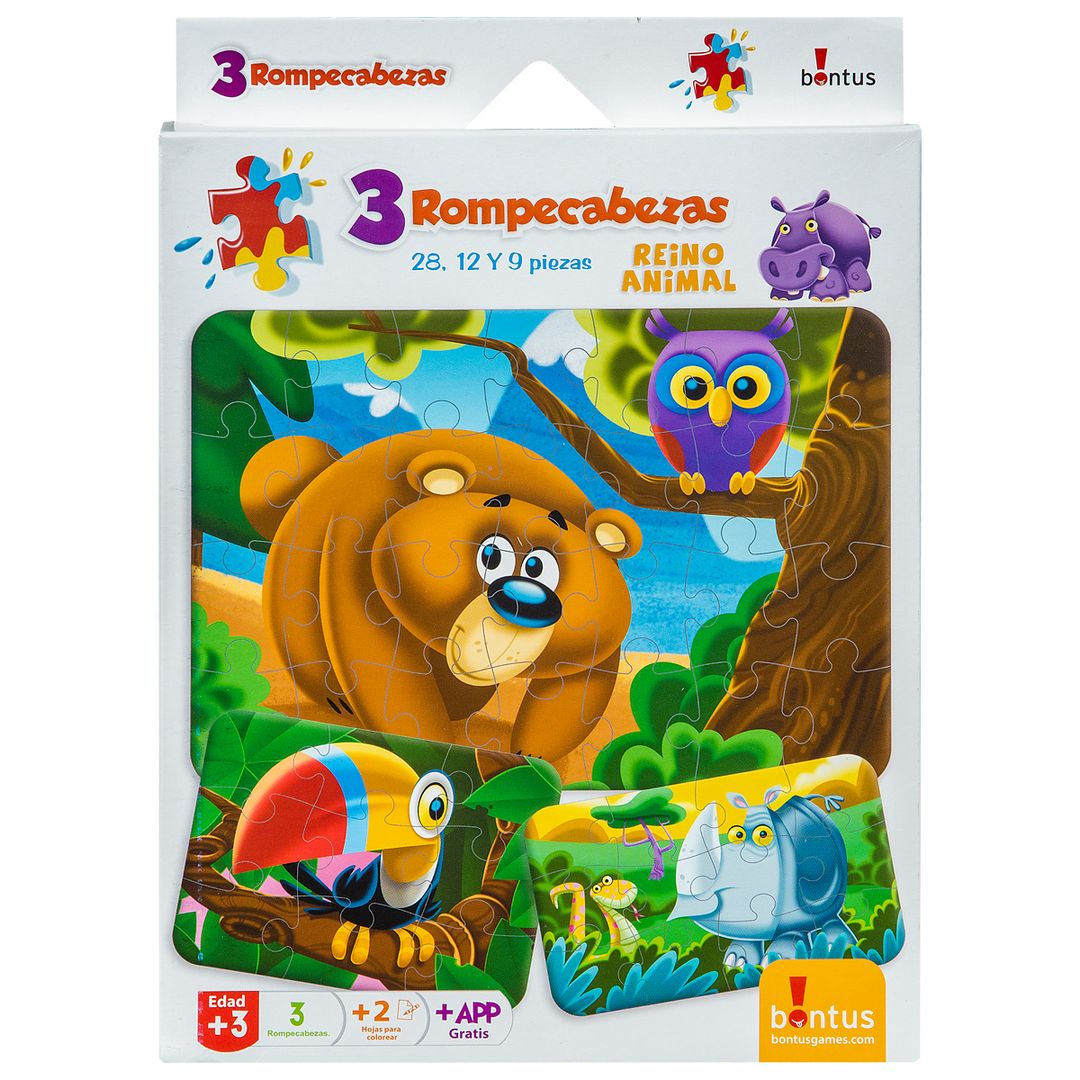 3 Rompecabezas
bontus
3 Rompecabezas
28, 12 Y 9 piezas
REINO
ANIMAL
Edad
+3
3
Rompecabezas.
+2
Hojas para
colorear
+APP
Gratis
bontus
bontusgames.com